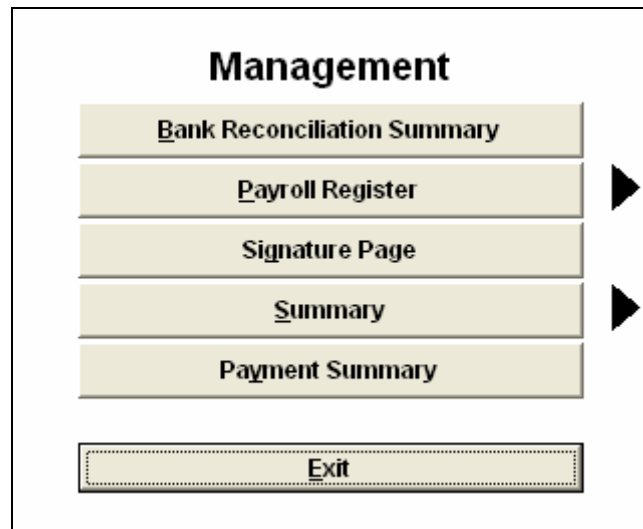 Management
Bank Reconciliation Summary
Payroll Register
Signature Page
Summary
Payment Summary
Exit